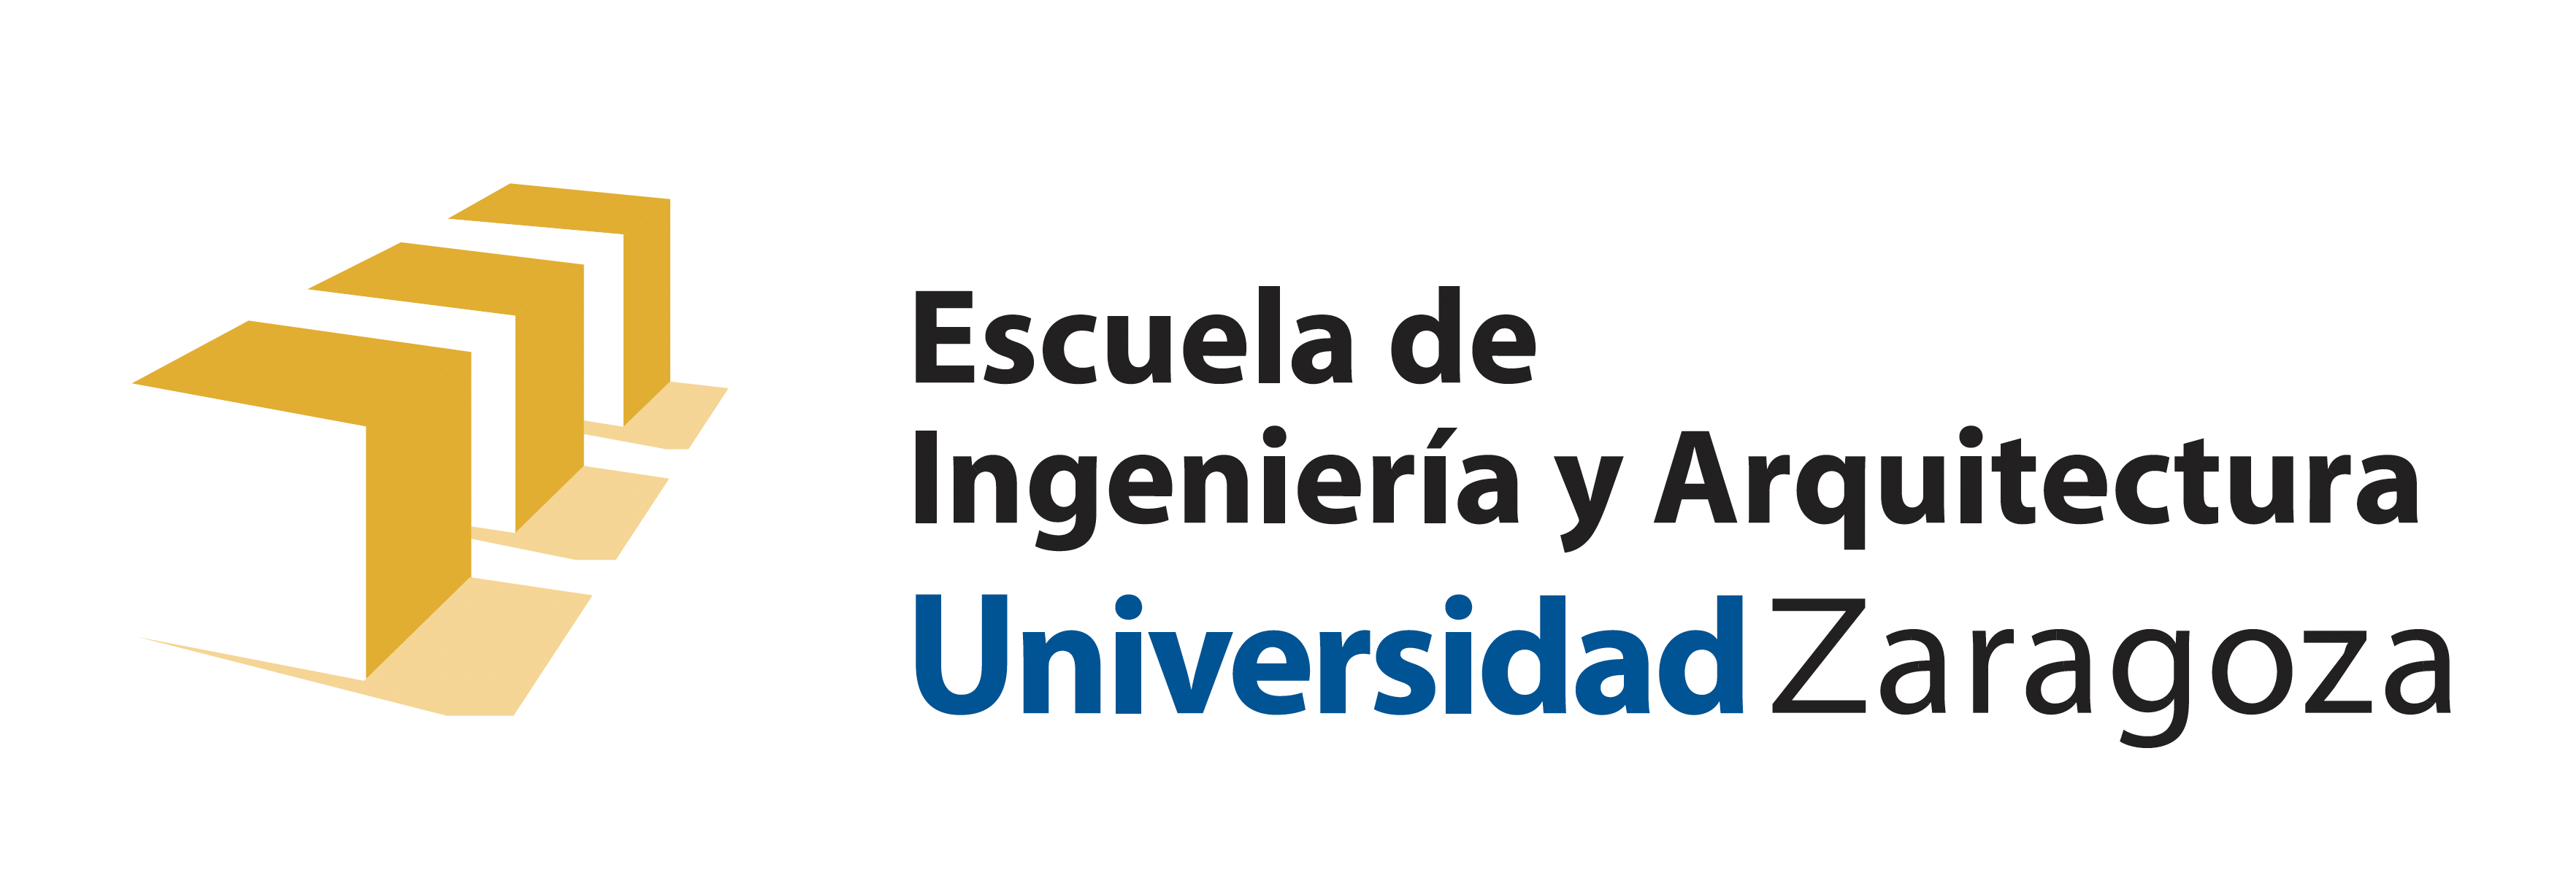 Escuela de
Ingeniería y Arquitectura
Universidad Zaragoza